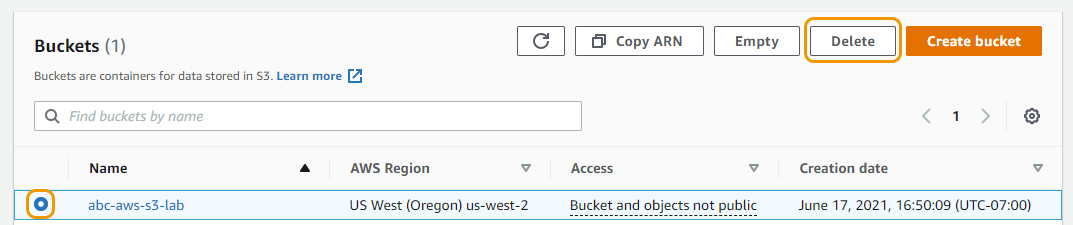 Buckets (1)
Copy ARN
Empty
Delete
Create bucket
Buckets are containers for data stored in S3. Learn more
Find buckets by name
1
Name
AWS Region
Access
Creation date
abc-aws-s3-lab
US West (Oregon) us-west-2
Bucket and objects not public
June 17, 2021, 16:50:09 (UTC-07:00)